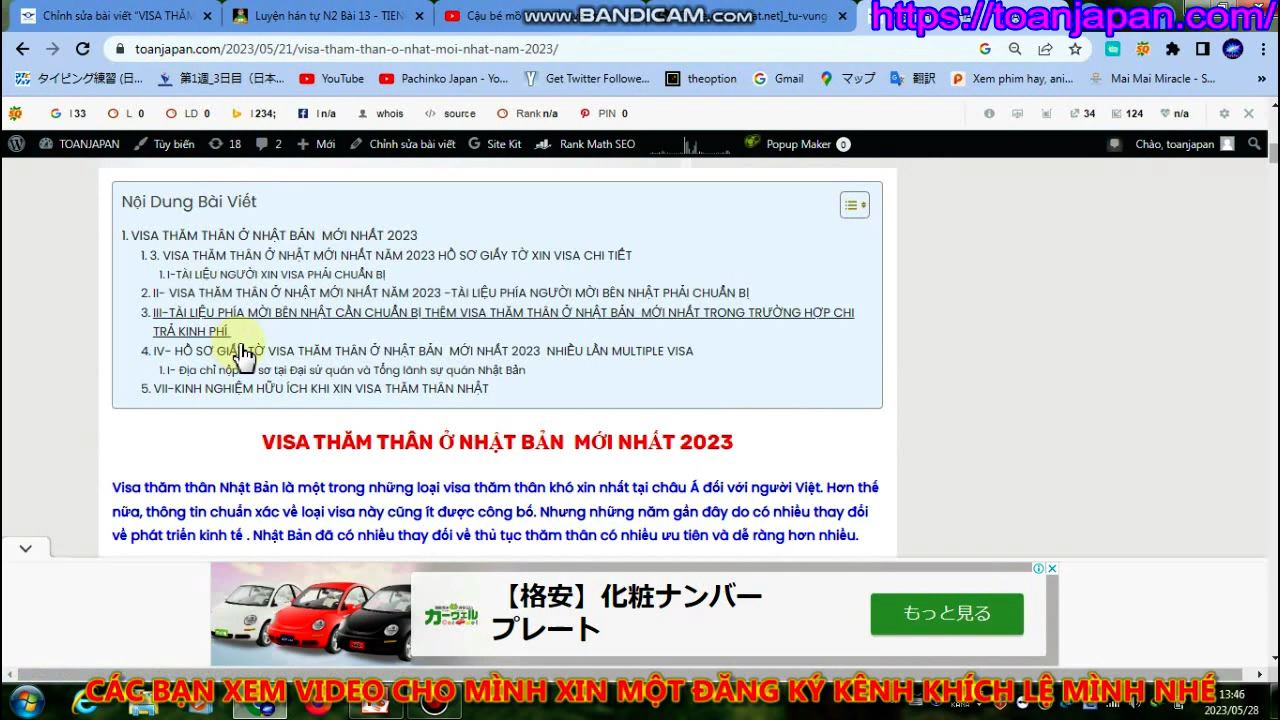 Chỉnh sửa bài viết "VISA THĂM
Luyện hán tự N2 Bài 13 - TIEN
Cậu bé mồ
www.BANDICAM.com
at.net]_tu-vung
https://toanjapan.com/
toanjapan.com/2023/05/21/visa-tham-than-o-nhat-moi-nhat-nam-2023/
タイピング練習 (日...
第1週_3日目 (日本...
YouTube
Pachinko Japan - Yo...
Get Twitter Followe...
theoption
Gmail
マップ
翻訳
Xem phim hay, ani...
Mai Mai Miracle - S...
I 33
L 0
LD 0
I 234;
I n/a
whois
source
Rank n/a
PIN 0
34
124
n/a
TOANJAPAN
Tùy biến
18
2
Mới
Chỉnh sửa bài viết
Site Kit
Rank Math SEO
Popup Maker 0
Chào, toanjapan
Nội Dung Bài Viết
1. VISA THĂM THÂN Ở NHẬT BẢN MỚI NHẤT 2023
1. 3. VISA THĂM THÂN Ở NHẬT MỚI NHẤT NĂM 2023 HỒ SƠ GIẤY TỜ XIN VISA CHI TIẾT
1. I-TÀI LIỆU NGƯỜI XIN VISA PHẢI CHUẨN BỊ
2. II- VISA THĂM THÂN Ở NHẬT MỚI NHẤT NĂM 2023 -TÀI LIỆU PHÍA NGƯỜI MỜI BÊN NHẬT PHẢI CHUẨN BỊ
3. III-TÀI LIỆU PHÍA MỜI BÊN NHẬT CẦN CHUẨN BỊ THÊM VISA THĂM THÂN Ở NHẬT BẢN MỚI NHẤT TRONG TRƯỜNG HỢP CHI
TRẢ KINH PHÍ
4. IV- HỒ SƠ GIẤY TỜ VISA THĂM THÂN Ở NHẬT BẢN MỚI NHẤT 2023 NHIỀU LẦN MULTIPLE VISA
1. I- Địa chỉ nộp sơ tại Đại sứ quán và Tổng lãnh sự quán Nhật Bản
5. VII-KINH NGHIỆM HỮU ÍCH KHI XIN VISA THĂM THÂN NHẬT
VISA THĂM THÂN Ở NHẬT BẢN MỚI NHẤT 2023
Visa thăm thân Nhật Bản là một trong những loại visa thăm thân khó xin nhất tại châu Á đối với người Việt. Hơn thế
nữa, thông tin chuẩn xác về loại visa này cũng ít được công bố. Nhưng những năm gần đây do có nhiều thay đổi
về phát triển kinh tế . Nhật Bản đã có nhiều thay đổi về thủ tục thăm thân có nhiều ưu tiên và dễ ràng hơn nhiều.
カーヴェル
【格安】化粧ナンバー
プレート
もっと見る
CÁC BẠN XEM VIDEO CHO MÌNH XIN MỘT ĐĂNG KÝ KÊNH KHÍCH LỆ MÌNH NHÉ
13:46
2023/05/28